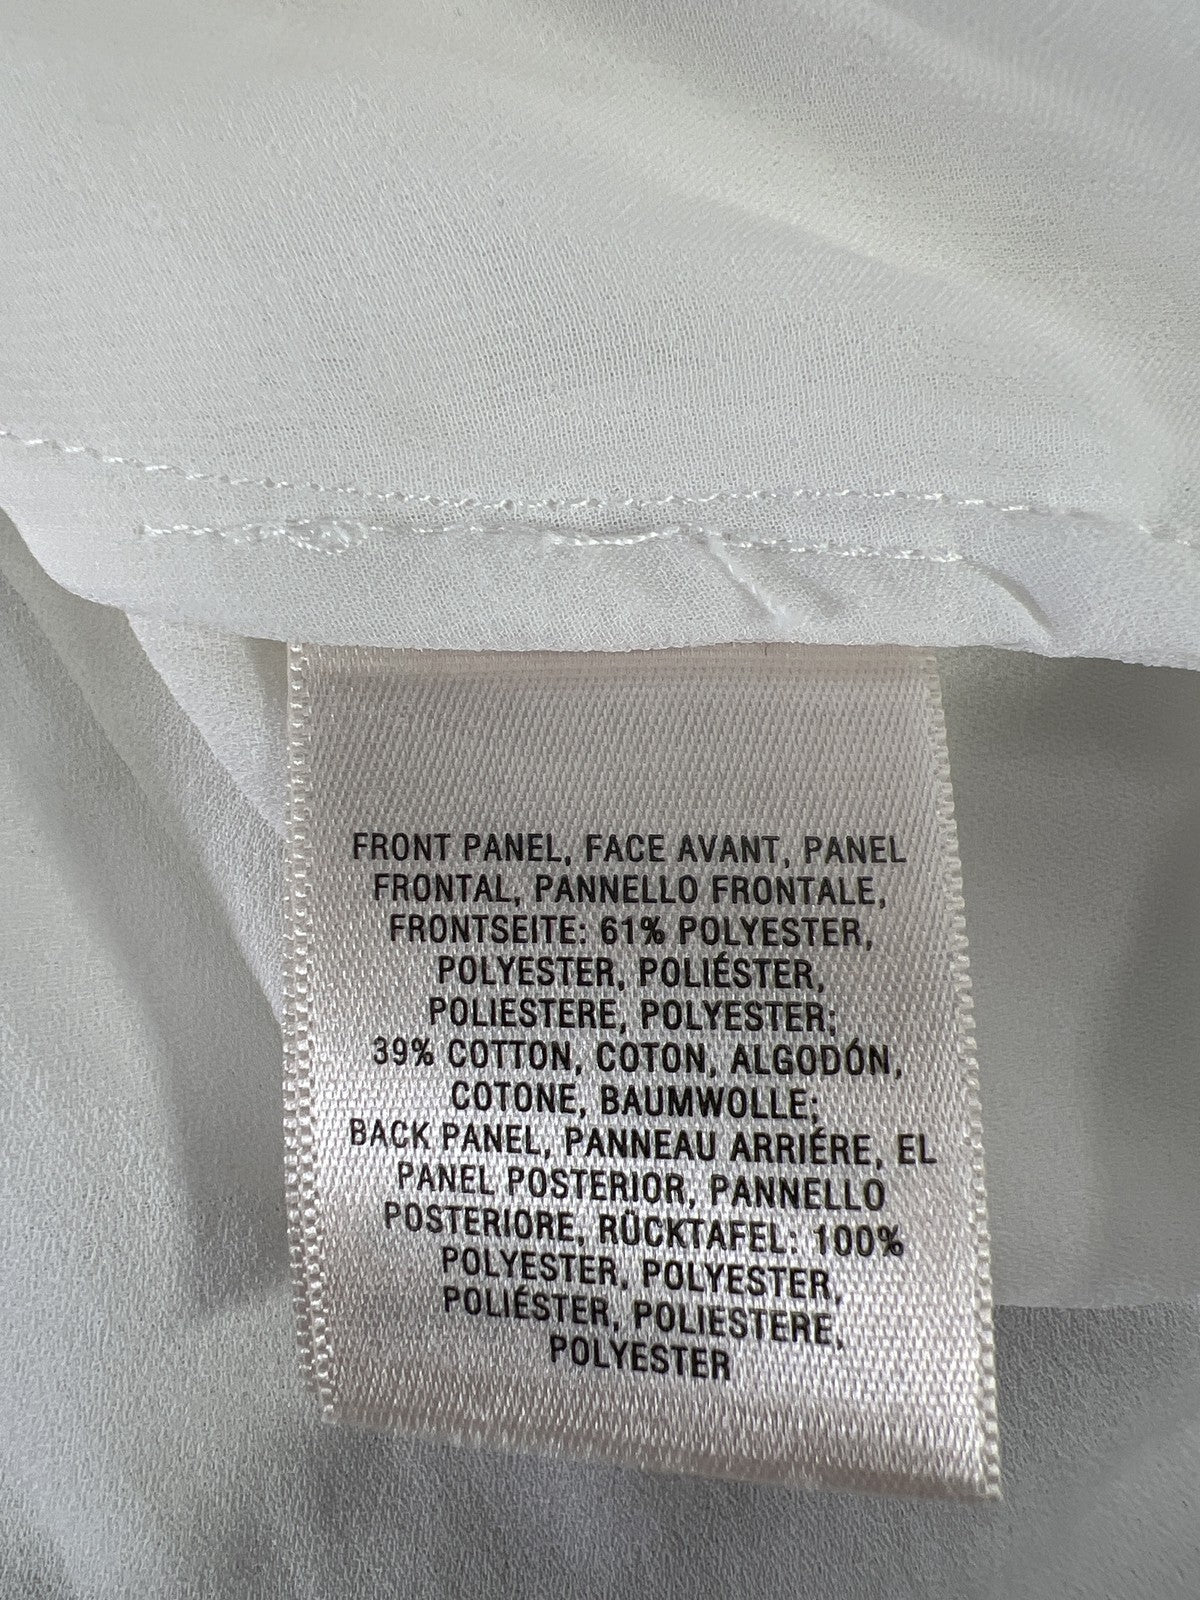 FRONT PANEL, FACE AVANT, PANEL
FRONTAL, PANNELLO FRONTALE,
FRONTSEITE: 61% POLYESTER,
POLYESTER, POLIÉSTER,
POLIESTERE, POLYESTER;
39% COTTON, COTON, ALGODÓN,
COTONE, BAUMWOLLE;
BACK PANEL, PANNEAU ARRIÉRE, EL
PANEL POSTERIOR, PANNELLO
POSTERIORE, RÜCKTAFEL: 100%
POLYESTER, POLYESTER,
POLIÉSTER, POLIESTERE,
POLYESTER